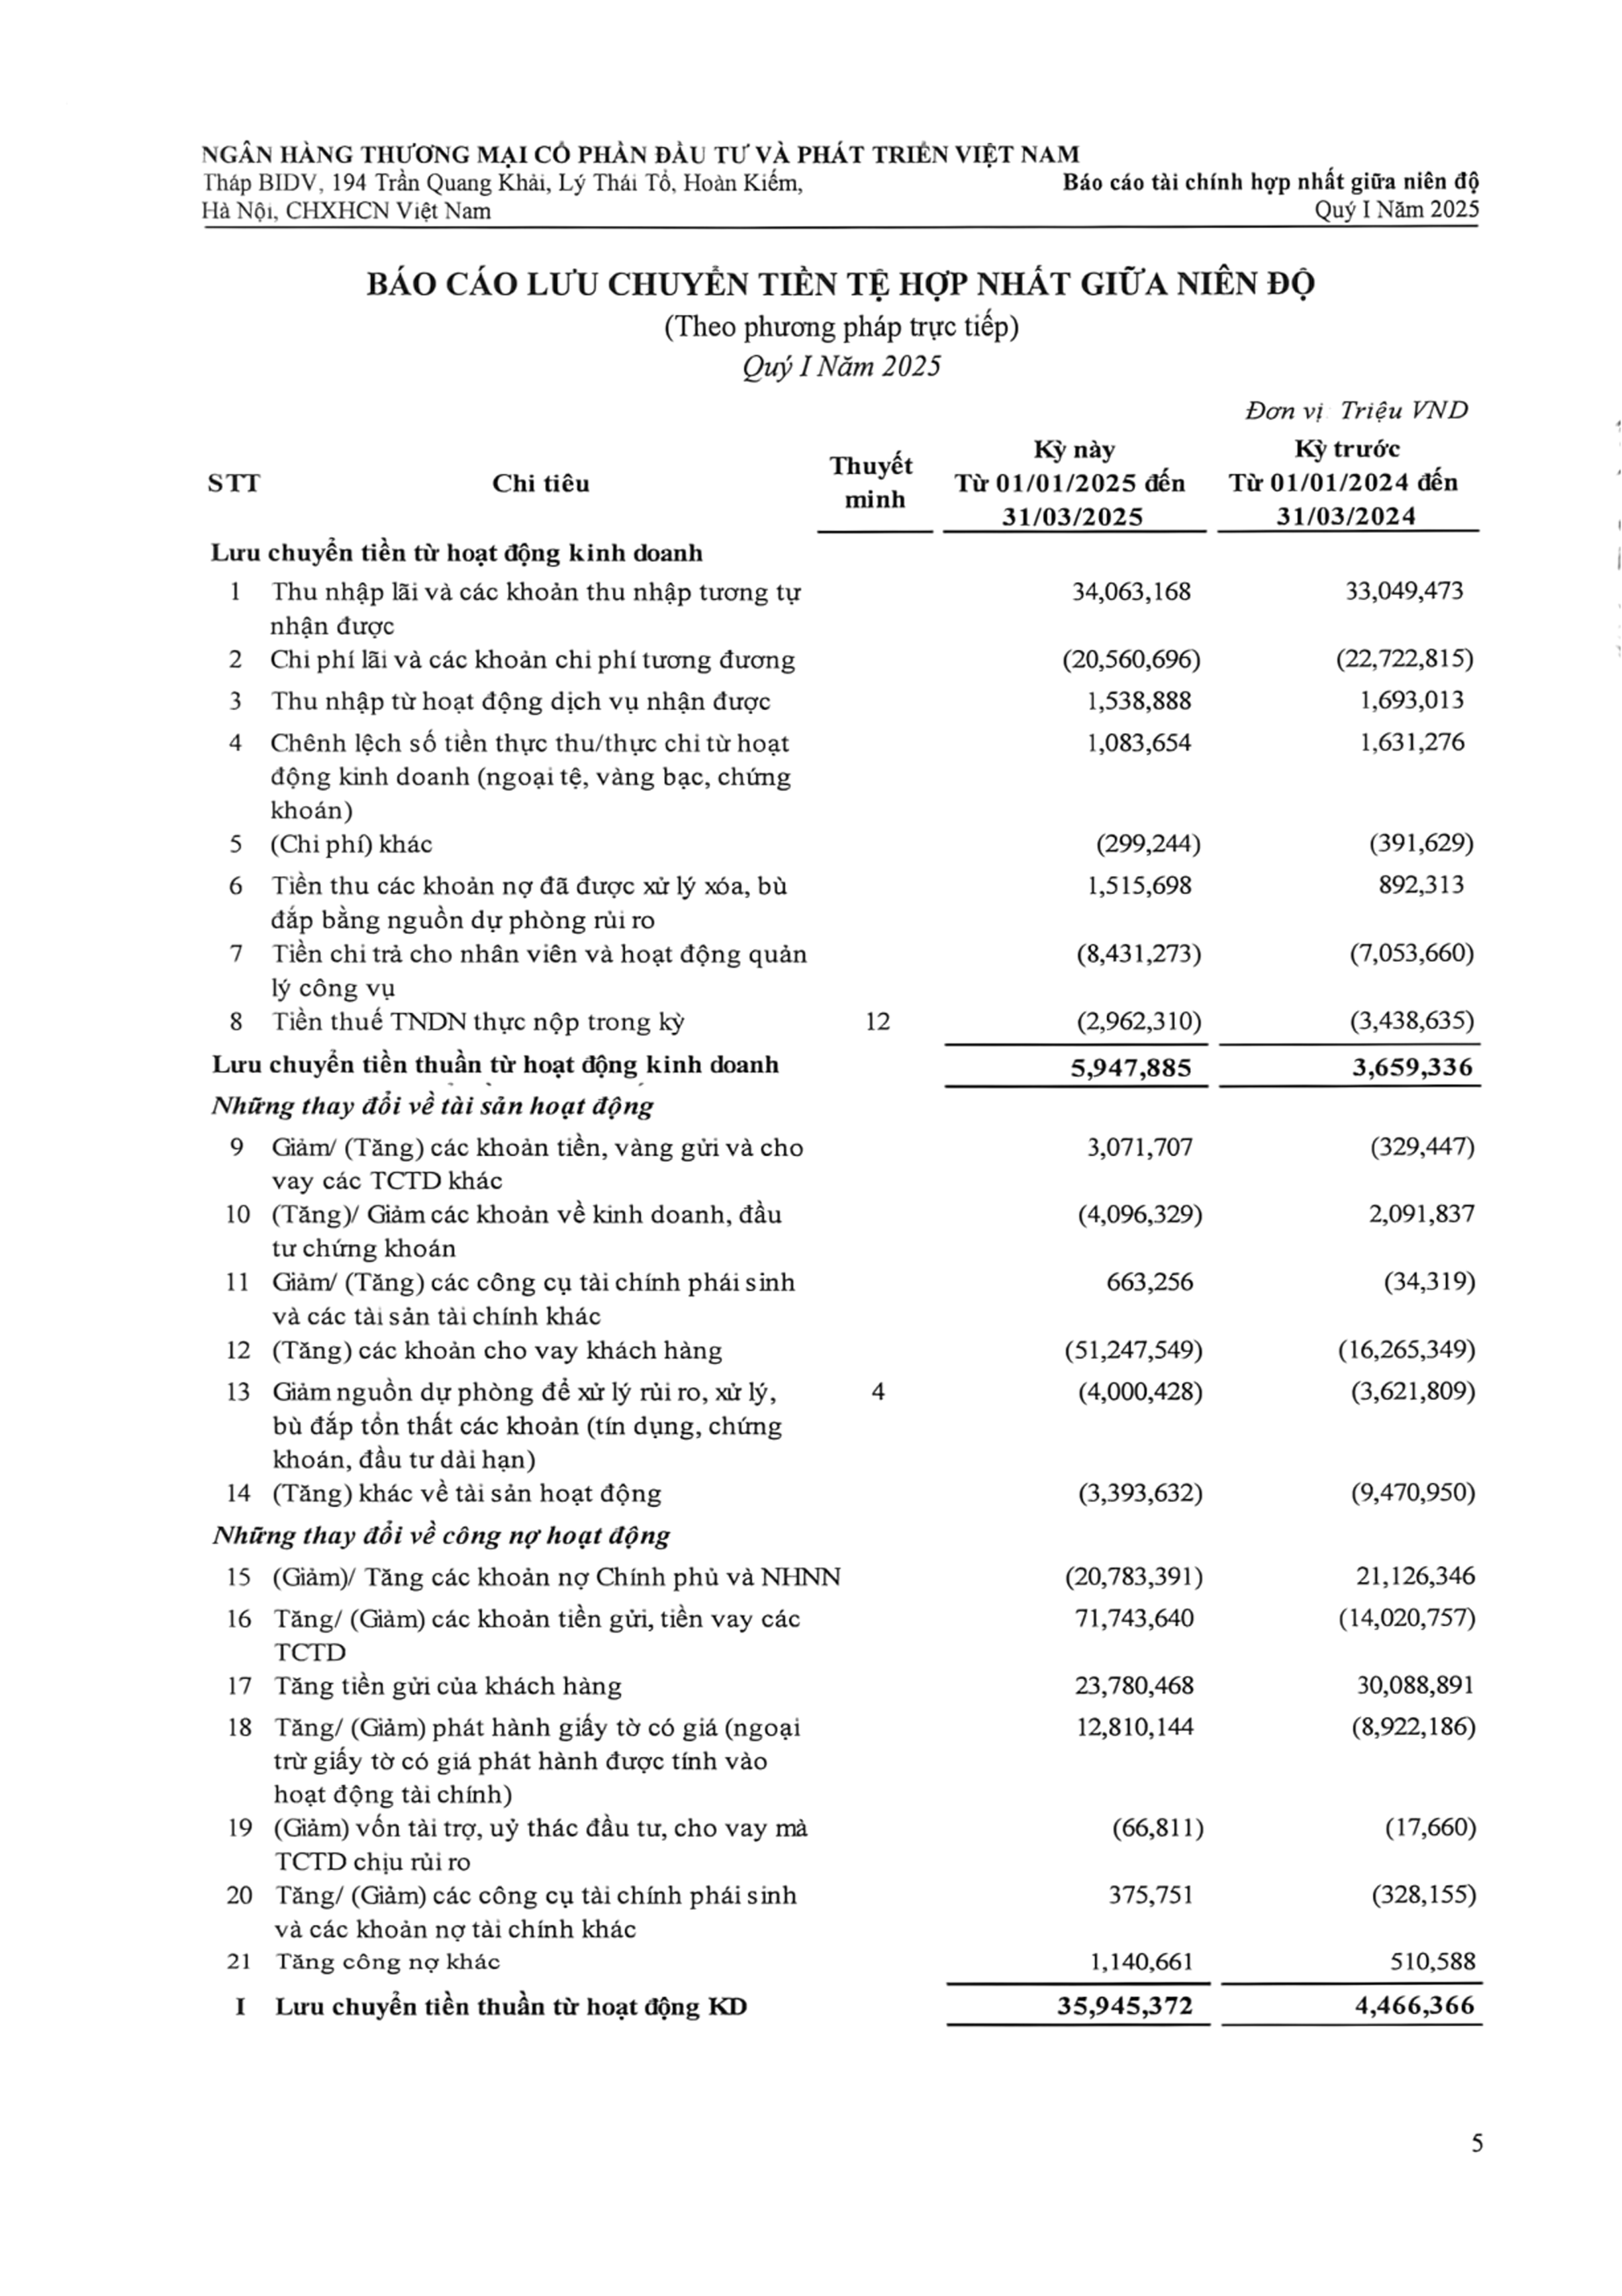 NGÂN HÀNG THƯƠNG MẠI CỔ PHẦN ĐẦU TƯ VÀ PHÁT TRIỂN VIỆT NAM
Tháp BIDV, 194 Trần Quang Khải, Lý Thái Tổ, Hoàn Kiếm, Báo cáo tài chính hợp nhất giữa niên độ
Hà Nội, CHXHCN Việt Nam Quý I Năm 2025
BÁO CÁO LƯU CHUYỂN TIỀN TỆ HỢP NHẤT GIỮA NIÊN ĐỘ
(Theo phương pháp trực tiếp)
Quý I Năm 2025
Đơn vị Triệu VND
STT Chi tiêu Thuyết minh Kỳ này Từ 01/01/2025 đến 31/03/2025 Kỳ trước Từ 01/01/2024 đến 31/03/2024
Lưu chuyển tiền từ hoạt động kinh doanh
1 Thu nhập lãi và các khoản thu nhập tương tự 34,063,168 33,049,473
nhận được
2 Chi phí lãi và các khoản chi phí tương đương (20,560,696) (22,722,815)
3 Thu nhập từ hoạt động dịch vụ nhận được 1,538,888 1,693,013
4 Chênh lệch số tiền thực thu/thực chi từ hoạt 1,083,654 1,631,276
động kinh doanh (ngoại tệ, vàng bạc, chứng
khoán)
5 (Chi phí) khác (299,244) (391,629)
6 Tiền thu các khoản nợ đã được xử lý xóa, bù 1,515,698 892,313
đắp bằng nguồn dự phòng rủi ro
7 Tiền chi trả cho nhân viên và hoạt động quản (8,431,273) (7,053,660)
lý công vụ
8 Tiền thuế TNDN thực nộp trong kỳ 12 (2,962,310) (3,438,635)
Lưu chuyển tiền thuần từ hoạt động kinh doanh 5,947,885 3,659,336
Những thay đổi về tài sản hoạt động
9 Giảm/ (Tăng) các khoản tiền, vàng gửi và cho 3,071,707 (329,447)
vay các TCTD khác
10 (Tăng)/ Giảm các khoản về kinh doanh, đầu (4,096,329) 2,091,837
tư chứng khoán
11 Giảm/ (Tăng) các công cụ tài chính phái sinh 663,256 (34,319)
và các tài sản tài chính khác
12 (Tăng) các khoản cho vay khách hàng (51,247,549) (16,265,349)
13 Giảm nguồn dự phòng để xử lý rủi ro, xử lý, 4 (4,000,428) (3,621,809)
bù đắp tổn thất các khoản (tín dụng, chứng
khoán, đầu tư dài hạn)
14 (Tăng) khác về tài sản hoạt động (3,393,632) (9,470,950)
Những thay đổi về công nợ hoạt động
15 (Giảm)/ Tăng các khoản nợ Chính phủ và NHNN (20,783,391) 21,126,346
16 Tăng/ (Giảm) các khoản tiền gửi, tiền vay các 71,743,640 (14,020,757)
TCTD
17 Tăng tiền gửi của khách hàng 23,780,468 30,088,891
18 Tăng/ (Giảm) phát hành giấy tờ có giá (ngoại 12,810,144 (8,922,186)
trừ giấy tờ có giá phát hành được tính vào
hoạt động tài chính)
19 (Giảm) vốn tài trợ, uỷ thác đầu tư, cho vay mà (66,811) (17,660)
TCTD chịu rủi ro
20 Tăng/ (Giảm) các công cụ tài chính phái sinh 375,751 (328,155)
và các khoản nợ tài chính khác
21 Tăng công nợ khác 1,140,661 510,588
I Lưu chuyển tiền thuần từ hoạt động KD 35,945,372 4,466,366
5